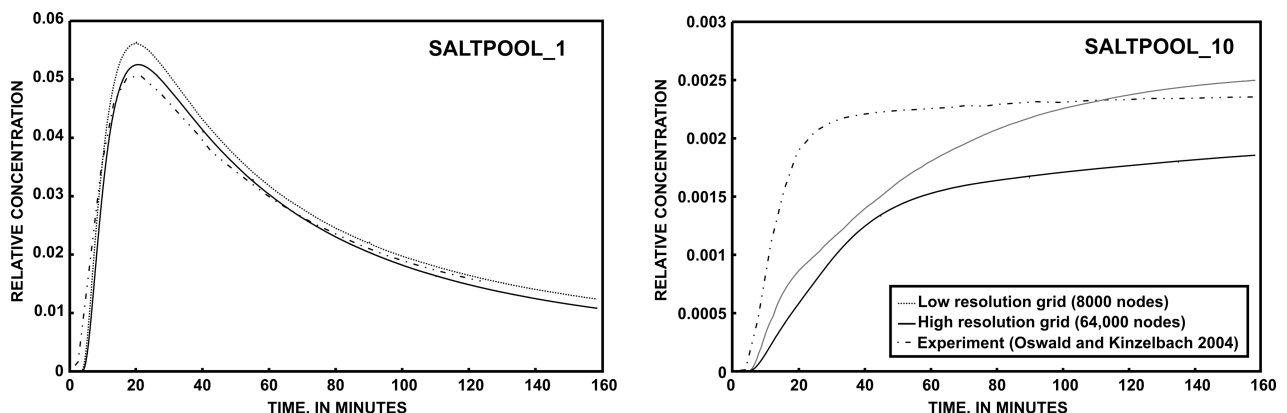 SALTPOOL_1
RELATIVE CONCENTRATION
0.06
0.05
0.04
0.03
0.02
0.01
0
0 20 40 60 80 100 120 140 160
TIME, IN MINUTES
SALTPOOL_10
RELATIVE CONCENTRATION
0.003
0.0025
0.002
0.0015
0.001
0.0005
0
0 20 40 60 80 100 120 140 160
TIME, IN MINUTES
Low resolution grid (8000 nodes)
High resolution grid (64,000 nodes)
Experiment (Oswald and Kinzelbach 2004)